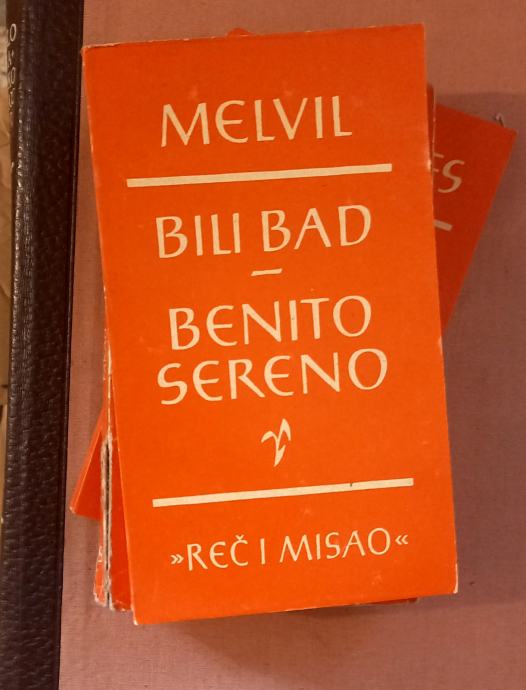 MELVIL
BILI BAD
–
BENITO
SERENO
»REČ I MISAO«